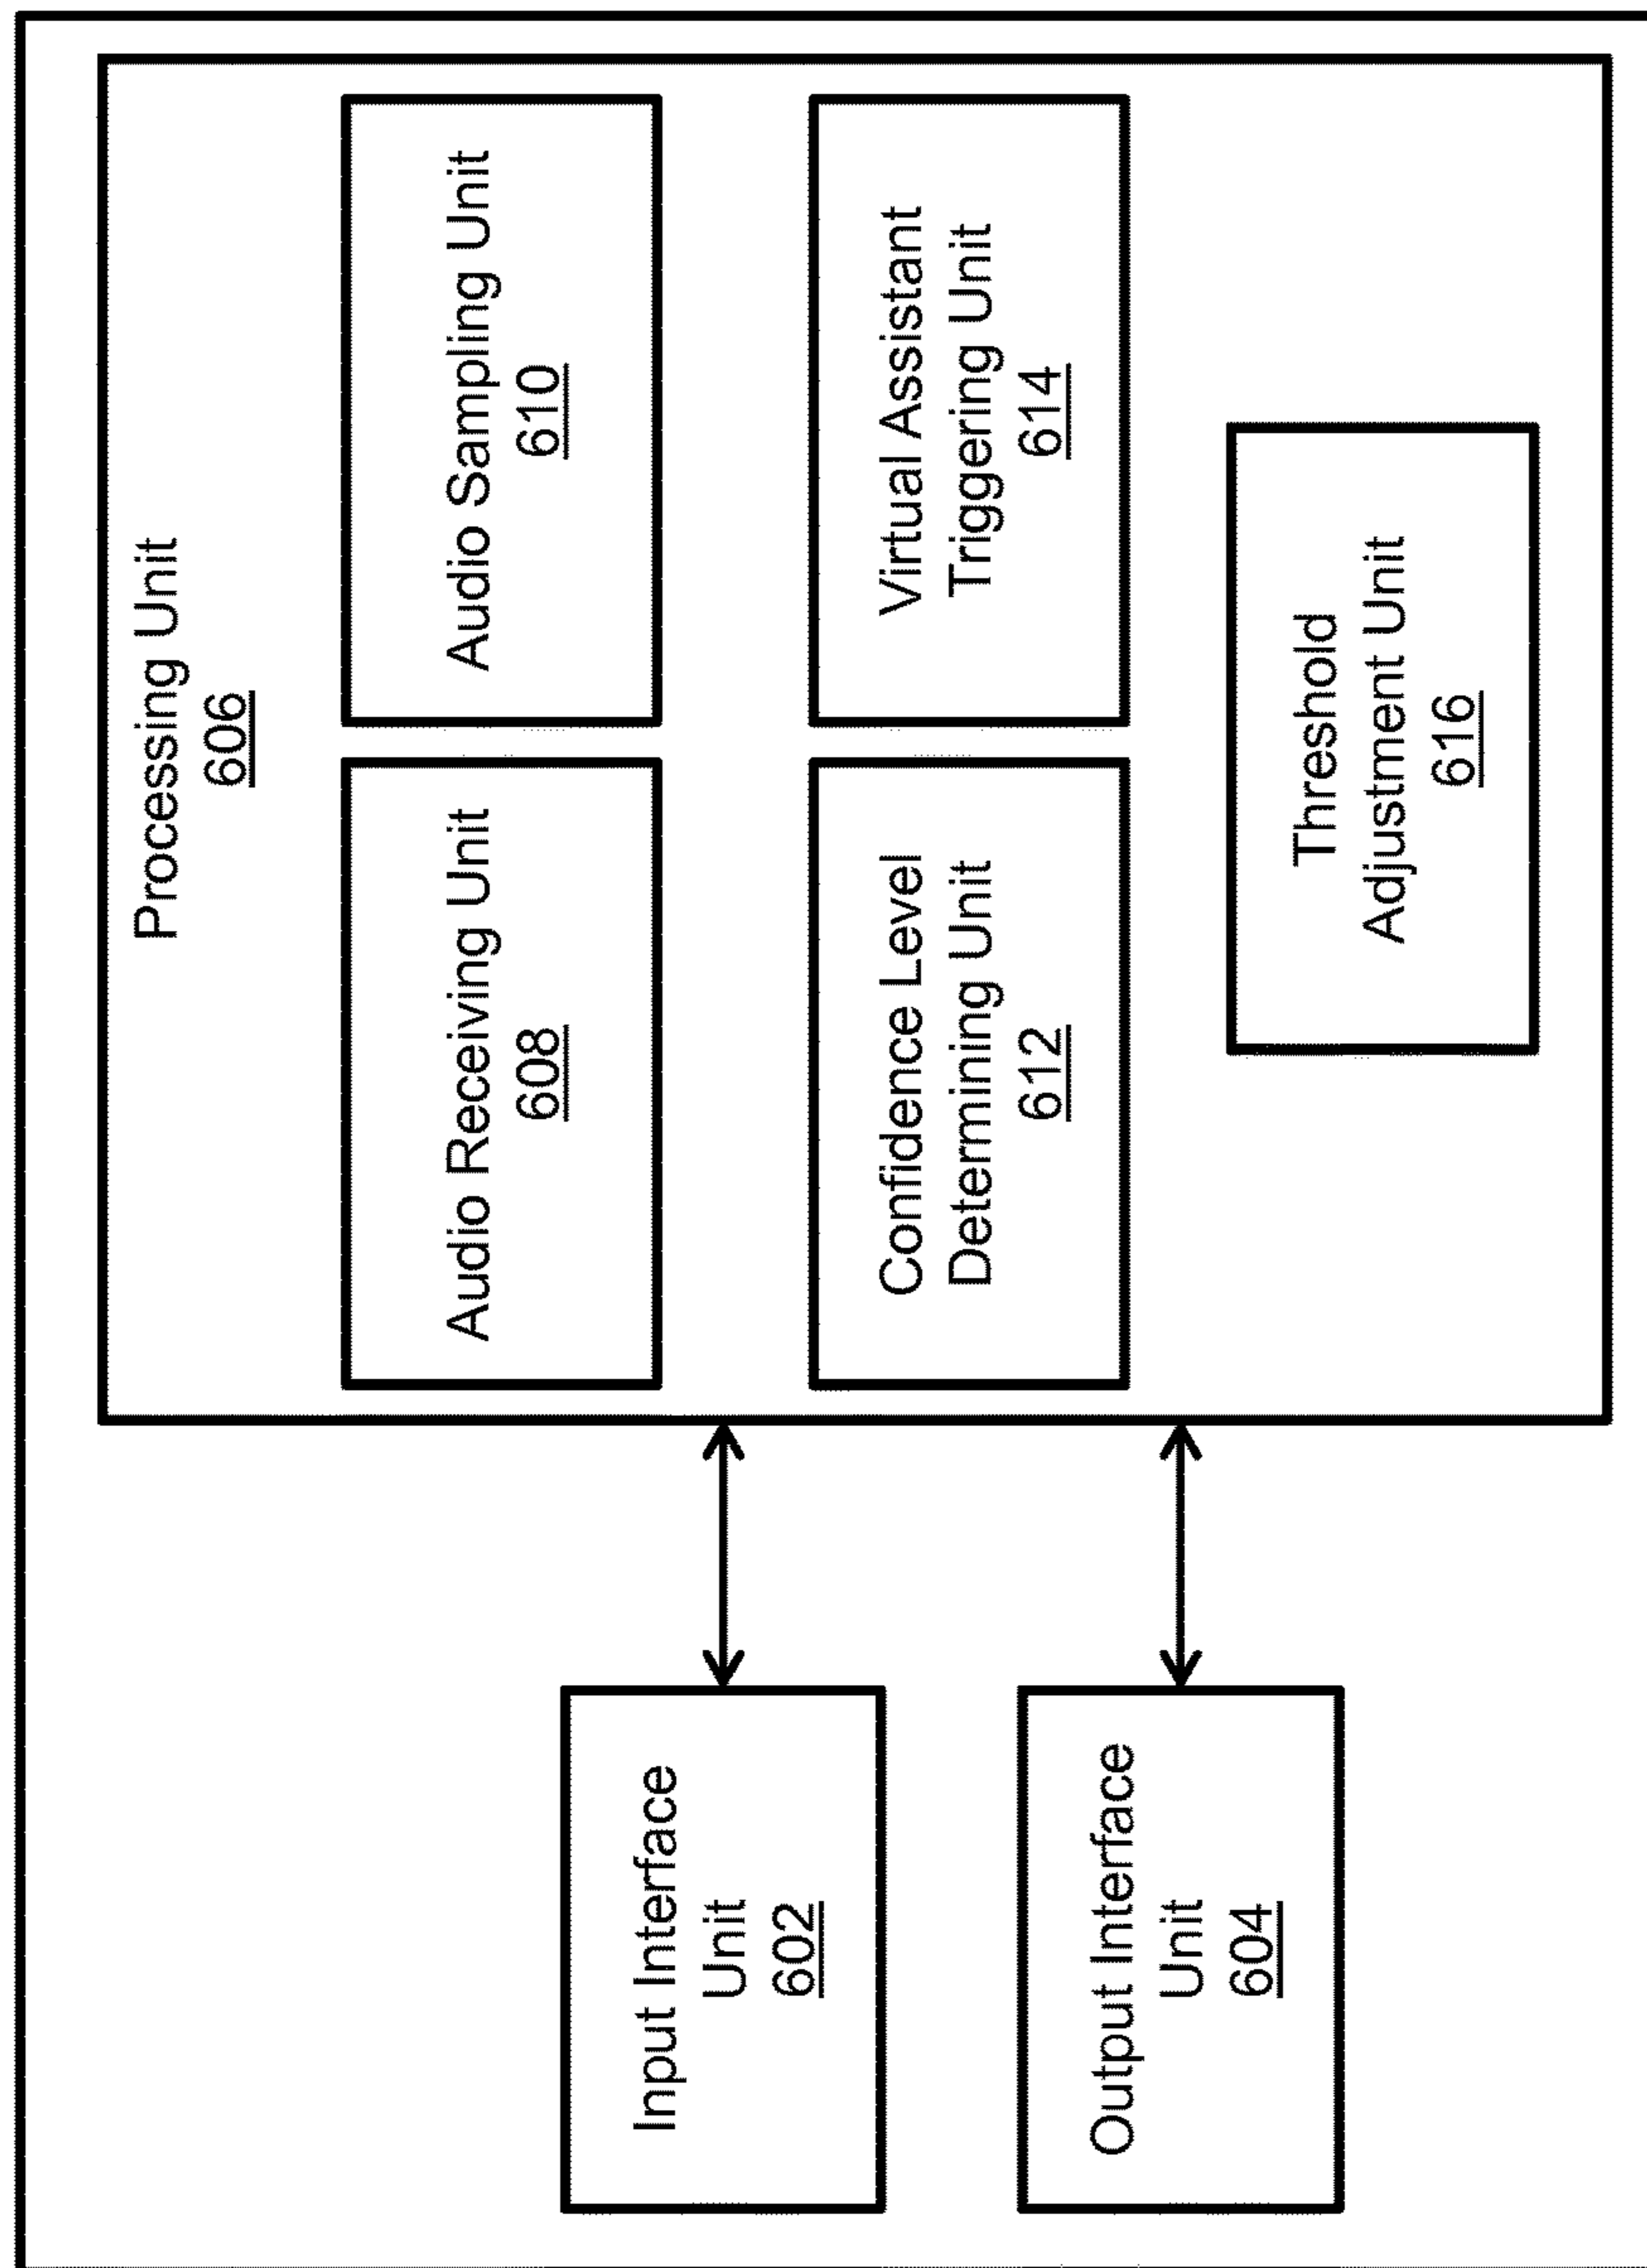 Processing Unit
606
Audio Receiving Unit
608
Audio Sampling Unit
610
Confidence Level
Determining Unit
612
Virtual Assistant
Triggering Unit
614
Threshold
Adjustment Unit
616
Input Interface
Unit
602
Output Interface
Unit
604